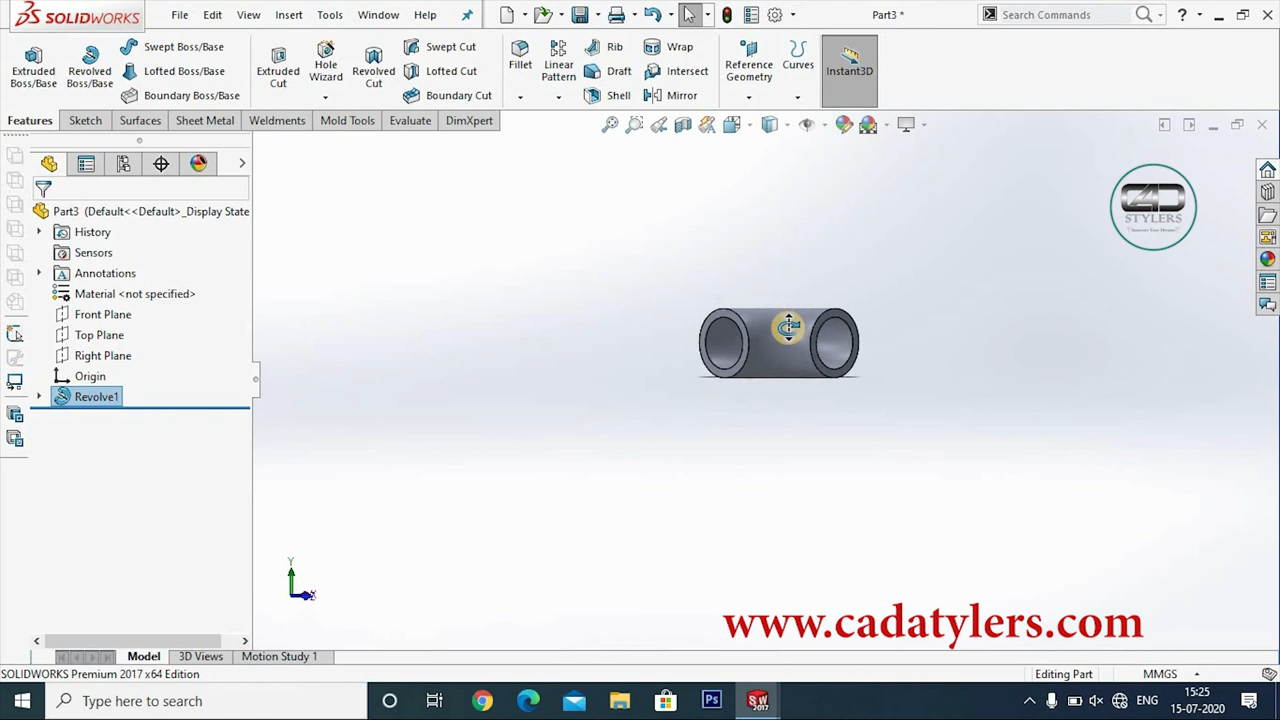 SOLIDWORKS File Edit View Insert Tools Window Help Part3 * Search Commands ?
Extruded Boss/Base
Revolved Boss/Base
Swept Boss/Base
Lofted Boss/Base
Boundary Boss/Base
Extruded Cut
Hole Wizard
Revolved Cut
Swept Cut
Lofted Cut
Boundary Cut
Fillet
Linear Pattern
Rib
Draft
Shell
Wrap
Intersect
Mirror
Reference Geometry
Curves
Instant3D
Features Sketch Surfaces Sheet Metal Weldments Mold Tools Evaluate DimXpert
Part3 (Default<<Default>_Display State
History
Sensors
Annotations
Material <not specified>
Front Plane
Top Plane
Right Plane
Origin
Revolve1
STYLERS
Y
www.cadatylers.com
Model 3D Views Motion Study 1
SOLIDWORKS Premium 2017 x64 Edition Editing Part MMGS
Type here to search
Ps
SW
2017
ENG
15:25
15-07-2020